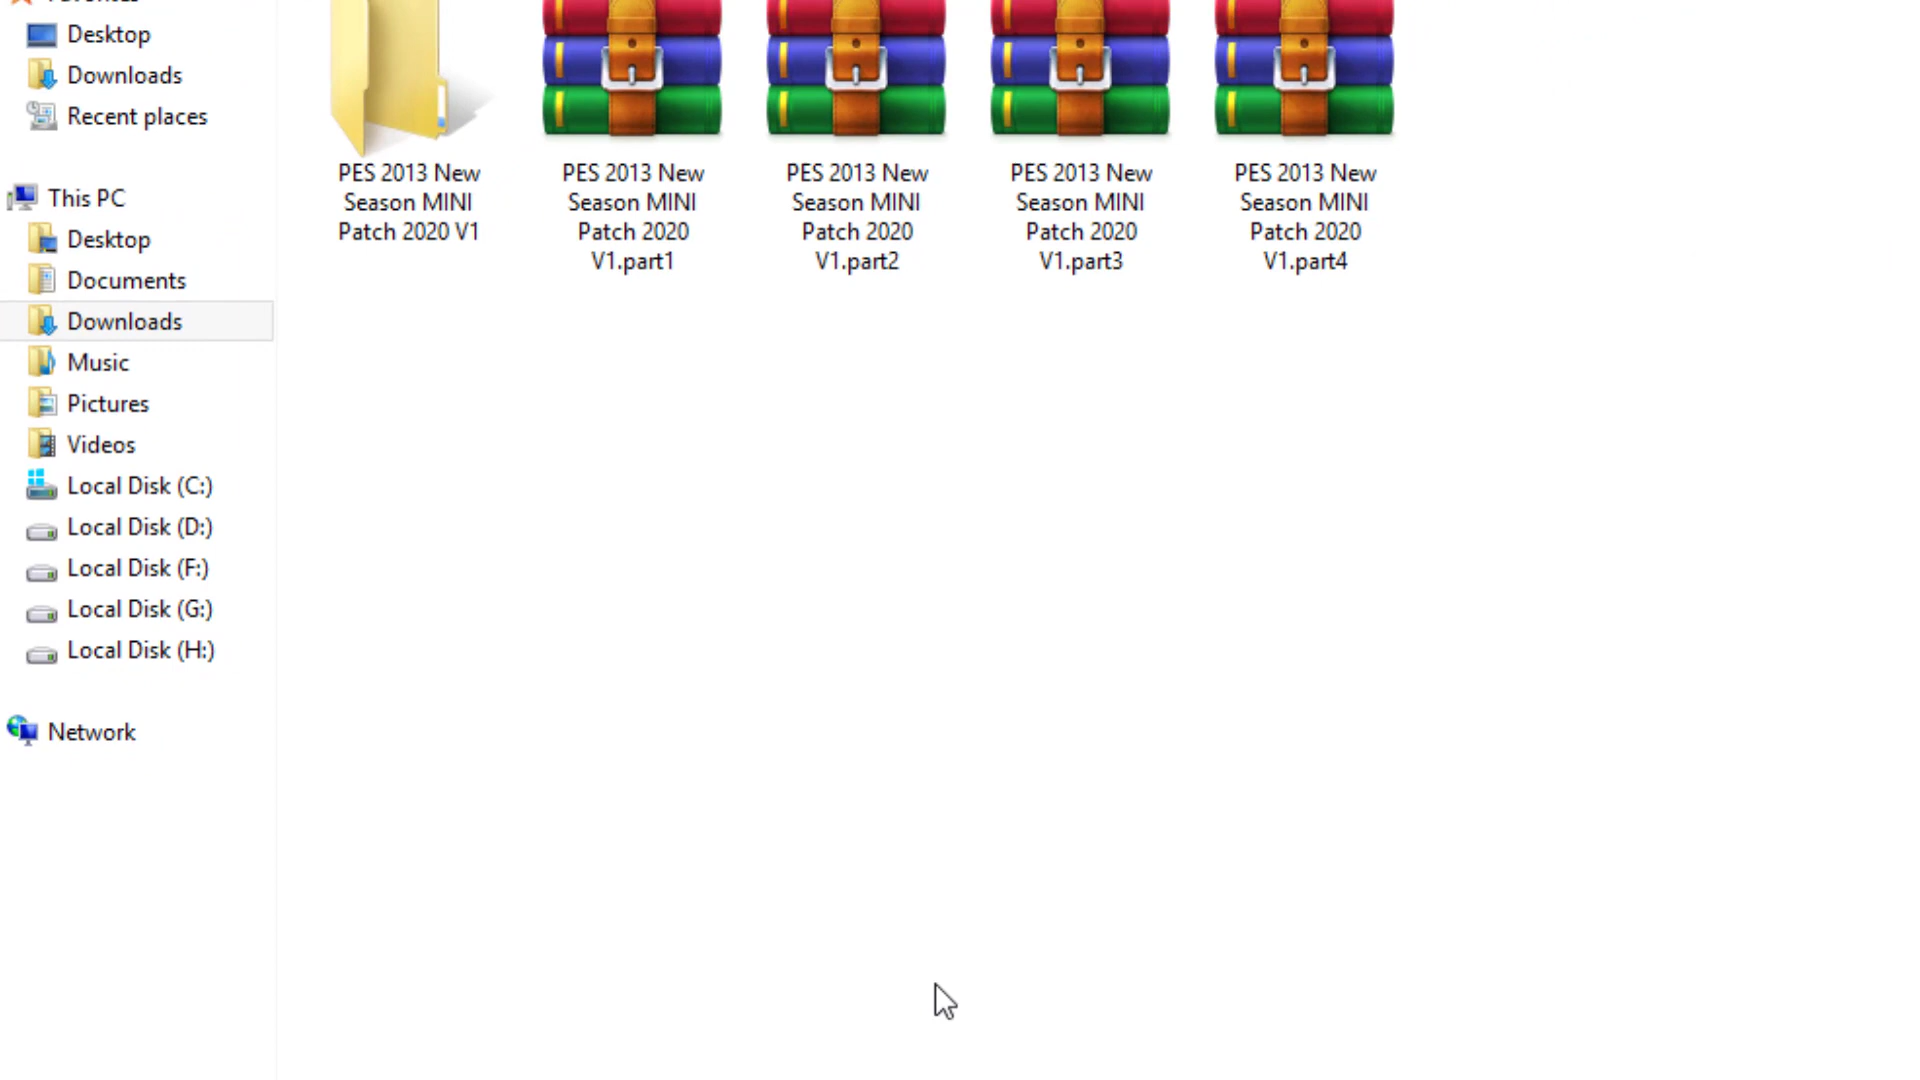 Desktop
Downloads
Recent places
This PC
Desktop
Documents
Downloads
Music
Pictures
Videos
Local Disk (C:)
Local Disk (D:)
Local Disk (F:)
Local Disk (G:)
Local Disk (H:)
Network
PES 2013 New
Season MINI
Patch 2020 V1
PES 2013 New
Season MINI
Patch 2020
V1.part1
PES 2013 New
Season MINI
Patch 2020
V1.part2
PES 2013 New
Season MINI
Patch 2020
V1.part3
PES 2013 New
Season MINI
Patch 2020
V1.part4